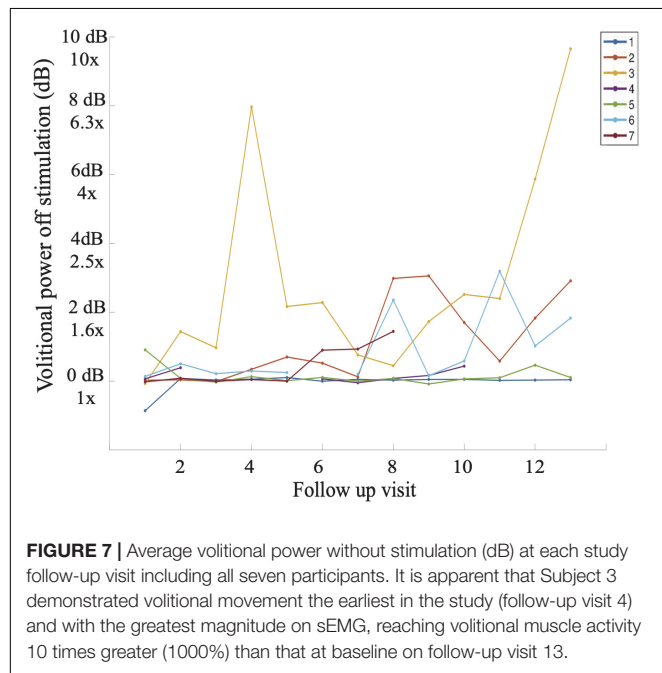 10 dB
10x
8 dB
6.3x
6dB
4x
4dB
2.5x
2 dB
1.6x
0 dB
1x
Volitional power off stimulation (dB)
2
4
6
8
10
12
Follow up visit
1
2
3
4
5
6
7
FIGURE 7 | Average volitional power without stimulation (dB) at each study
follow-up visit including all seven participants. It is apparent that Subject 3
demonstrated volitional movement the earliest in the study (follow-up visit 4)
and with the greatest magnitude on sEMG, reaching volitional muscle activity
10 times greater (1000%) than that at baseline on follow-up visit 13.